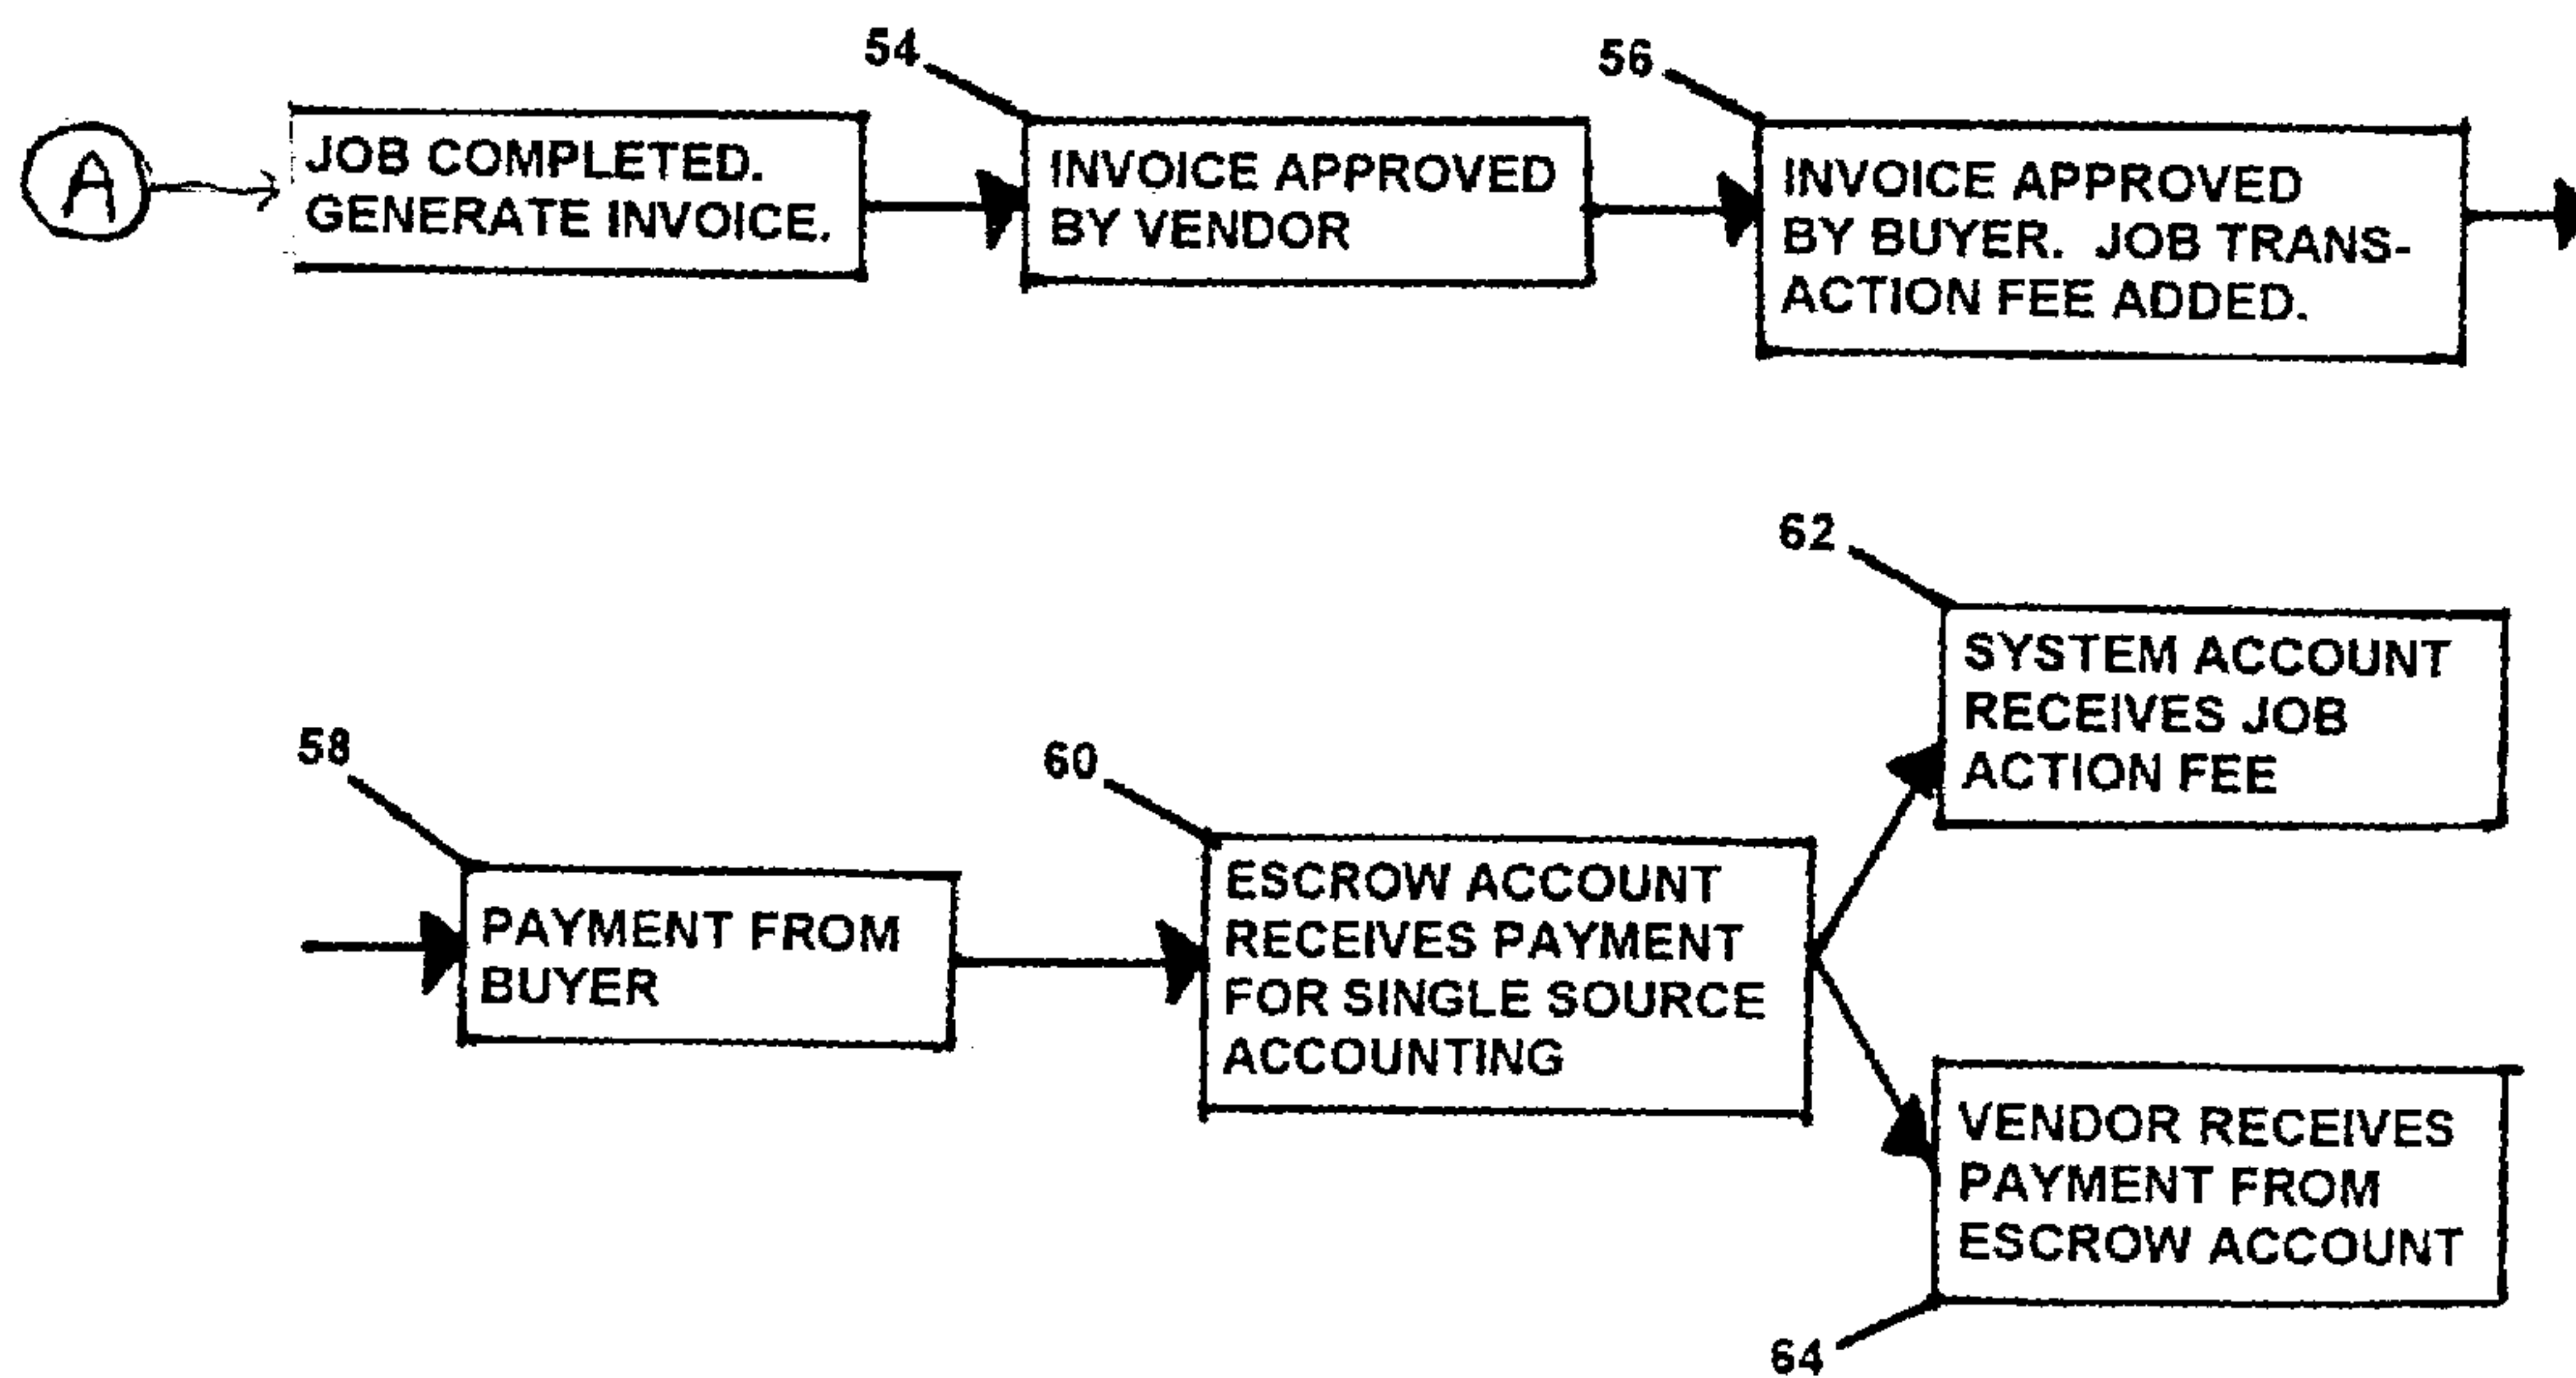 54
56
A
JOB COMPLETED.
GENERATE INVOICE.
INVOICE APPROVED
BY VENDOR
INVOICE APPROVED
BY BUYER. JOB TRANS-
ACTION FEE ADDED.
58
PAYMENT FROM
BUYER
60
ESCROW ACCOUNT
RECEIVES PAYMENT
FOR SINGLE SOURCE
ACCOUNTING
62
SYSTEM ACCOUNT
RECEIVES JOB
ACTION FEE
VENDOR RECEIVES
PAYMENT FROM
ESCROW ACCOUNT
64